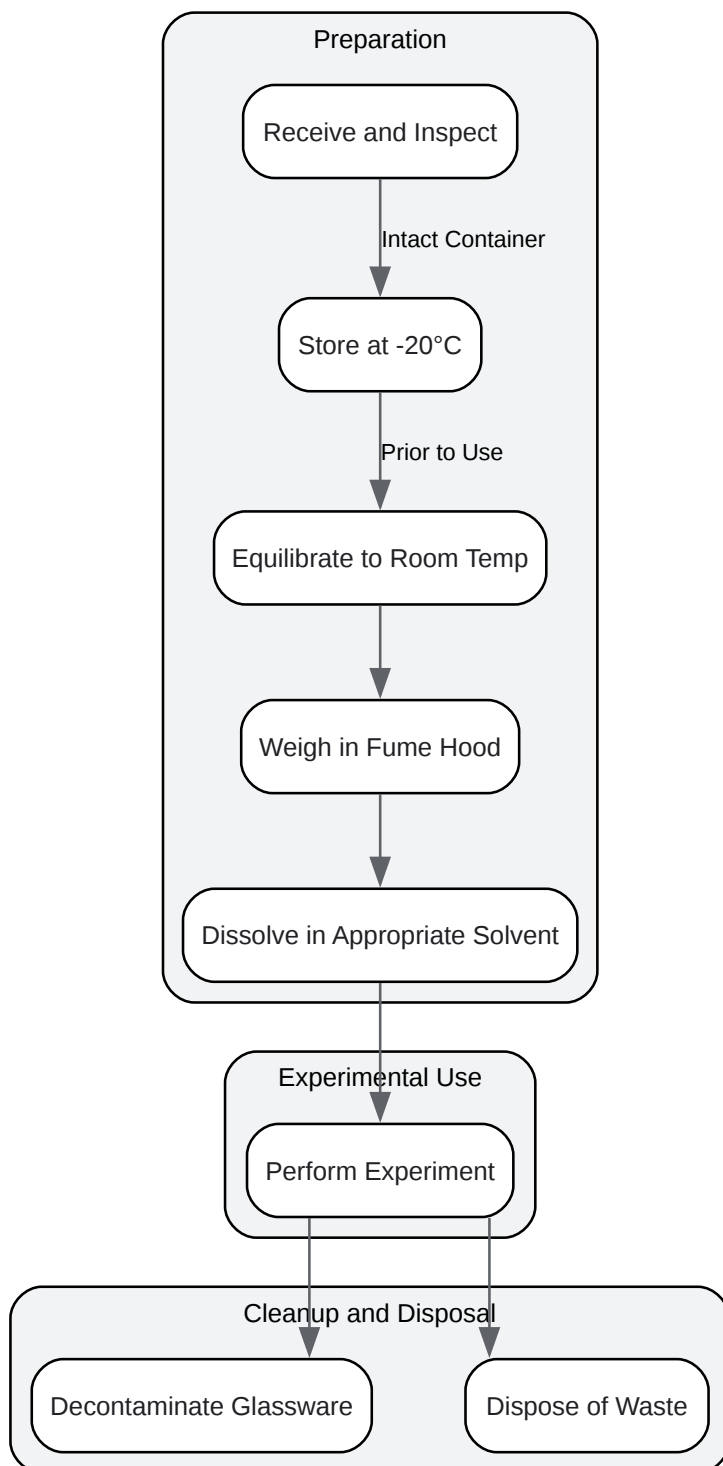 Preparation
Receive and Inspect
Intact Container
Store at -20°C
Prior to Use
Equilibrate to Room Temp
Weigh in Fume Hood
Dissolve in Appropriate Solvent
Experimental Use
Perform Experiment
Cleanup and Disposal
Decontaminate Glassware
Dispose of Waste